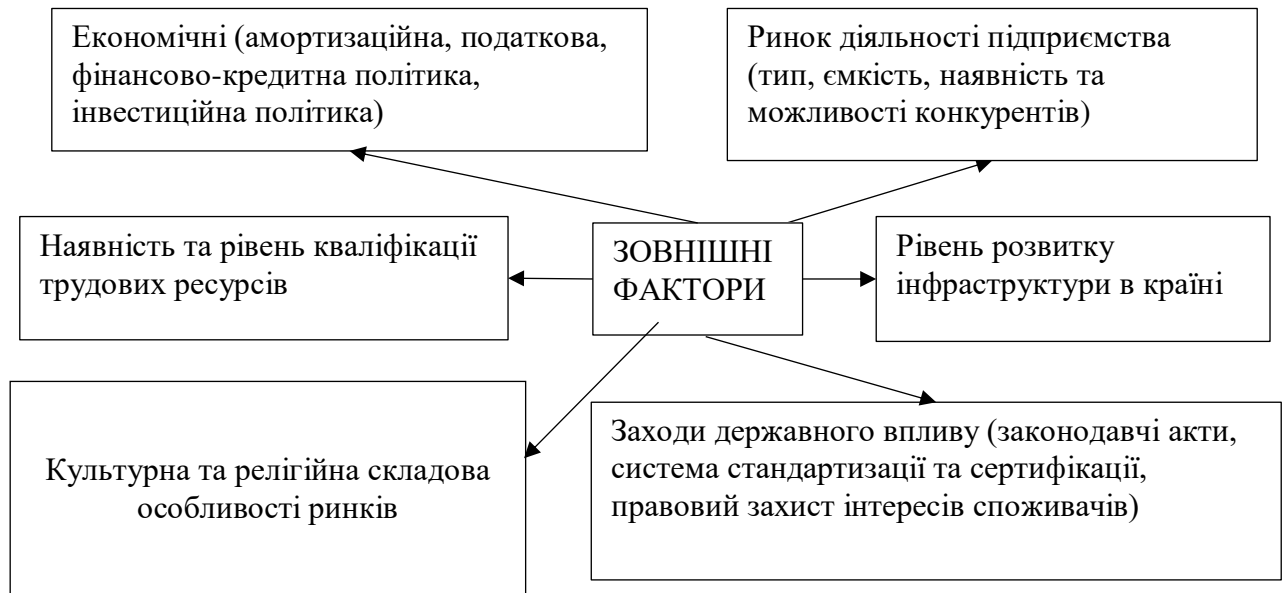 Економічні (амортизаційна, податкова,
фінансово-кредитна політика,
інвестиційна політика)
Ринок діяльності підприємства
(тип, ємкість, наявність та
можливості конкурентів)
Наявність та рівень кваліфікації
трудових ресурсів
ЗОВНІШНІ
ФАКТОРИ
Рівень розвитку
інфраструктури в країні
Культурна та релігійна складова
особливості ринків
Заходи державного впливу (законодавчі акти,
система стандартизації та сертифікації,
правовий захист інтересів споживачів)